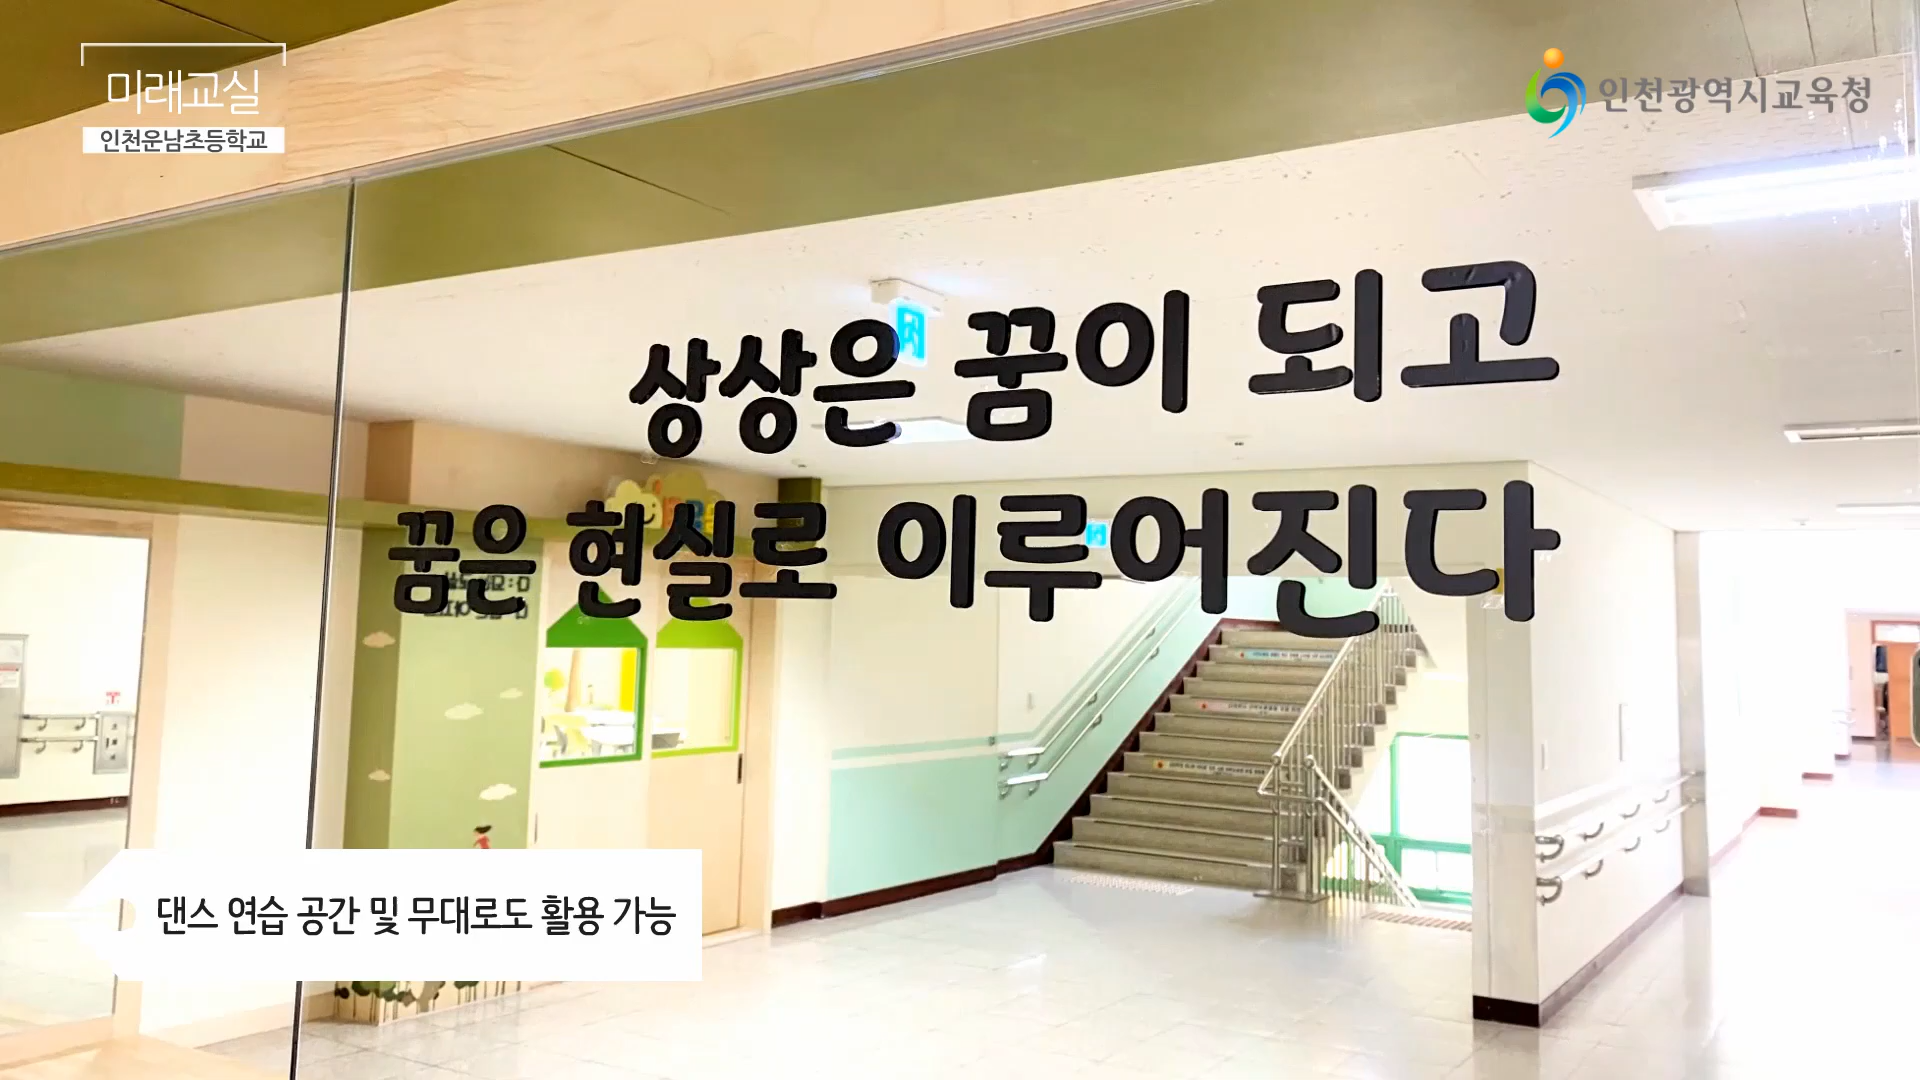 미래교실
인천운남초등학교
인천광역시교육청
상상은 꿈이 되고
꿈은 현실로 이루어진다
댄스 연습 공간 및 무대로도 활용 가능